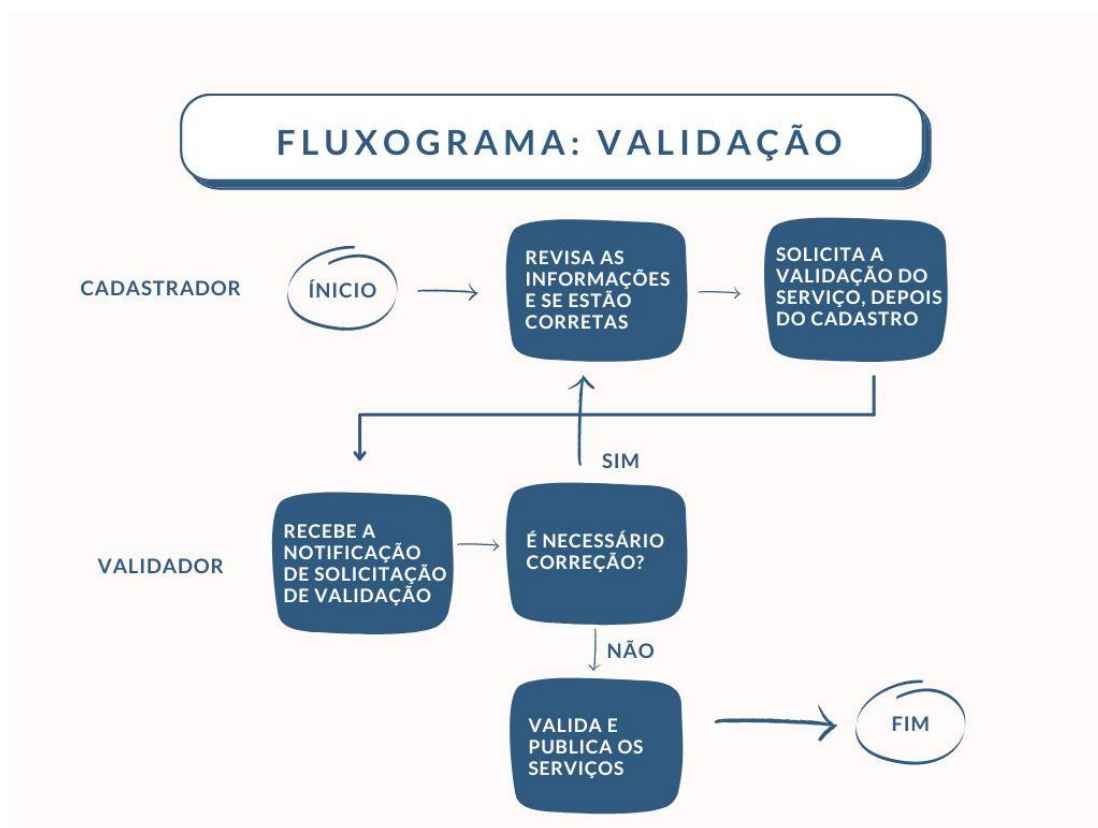 FLUXOGRAMA: VALIDAÇÃO
CADASTRADOR
ÍNICIO
REVISA AS
INFORMAÇÕES
E SE ESTÃO
CORRETAS
SOLICITA A
VALIDAÇÃO DO
SERVIÇO, DEPOIS
DO CADASTRO
SIM
VALIDADOR
RECEBE A
NOTIFICAÇÃO
DE SOLICITAÇÃO
DE VALIDAÇÃO
É NECESSÁRIO
CORREÇÃO?
NÃO
VALIDA E
PUBLICA OS
SERVIÇOS
FIM